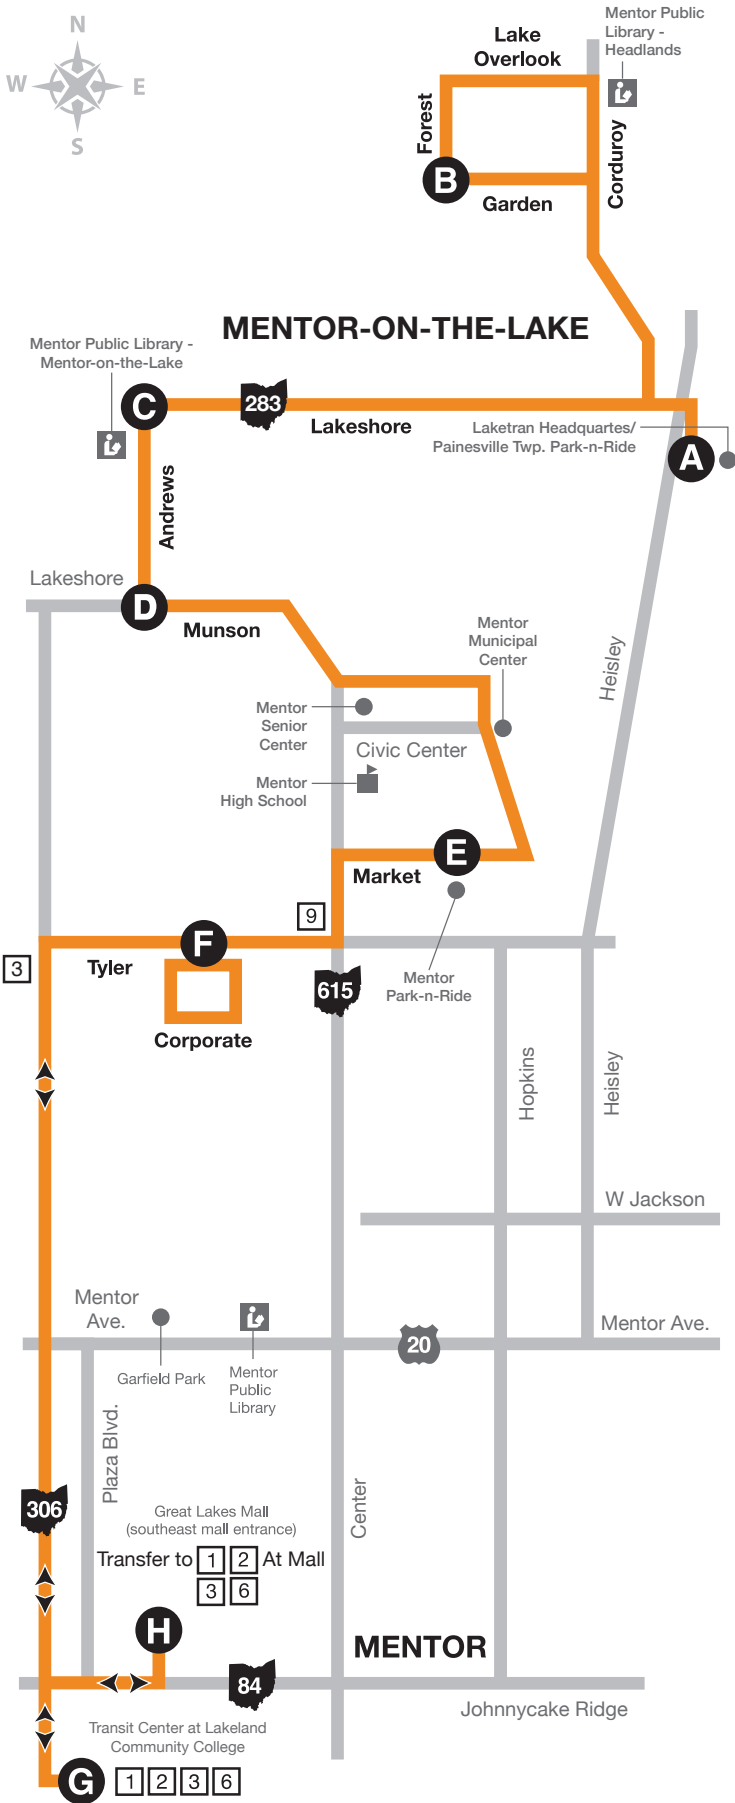 N
W E
S
Mentor Public
Library -
Headlands
Lake
Overlook
Forest
Corduroy
B
Garden
MENTOR-ON-THE-LAKE
Mentor Public Library -
Mentor-on-the-Lake
C
283
Lakeshore
Laketran Headquartes/
Painesville Twp. Park-n-Ride
A
Andrews
Lakeshore
D
Munson
Mentor
Municipal
Center
Heisley
Mentor
Senior
Center
Civic Center
Mentor
High School
E
Market
9
F
3
Tyler
615
Mentor
Park-n-Ride
Corporate
Hopkins
Heisley
W Jackson
Mentor
Ave.
Mentor Ave.
20
Garfield Park
Mentor
Public
Library
Plaza Blvd.
306
Center
Great Lakes Mall
(southeast mall entrance)
Transfer to 1 2 At Mall
3 6
H
MENTOR
84
Johnnycake Ridge
Transit Center at Lakeland
Community College
G 1 2 3 6